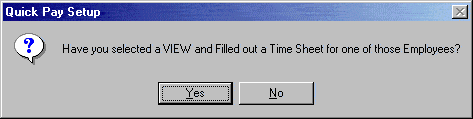 Quick Pay Setup
Have you selected a VIEW and Filled out a Time Sheet for one of those Employees?
Yes
No